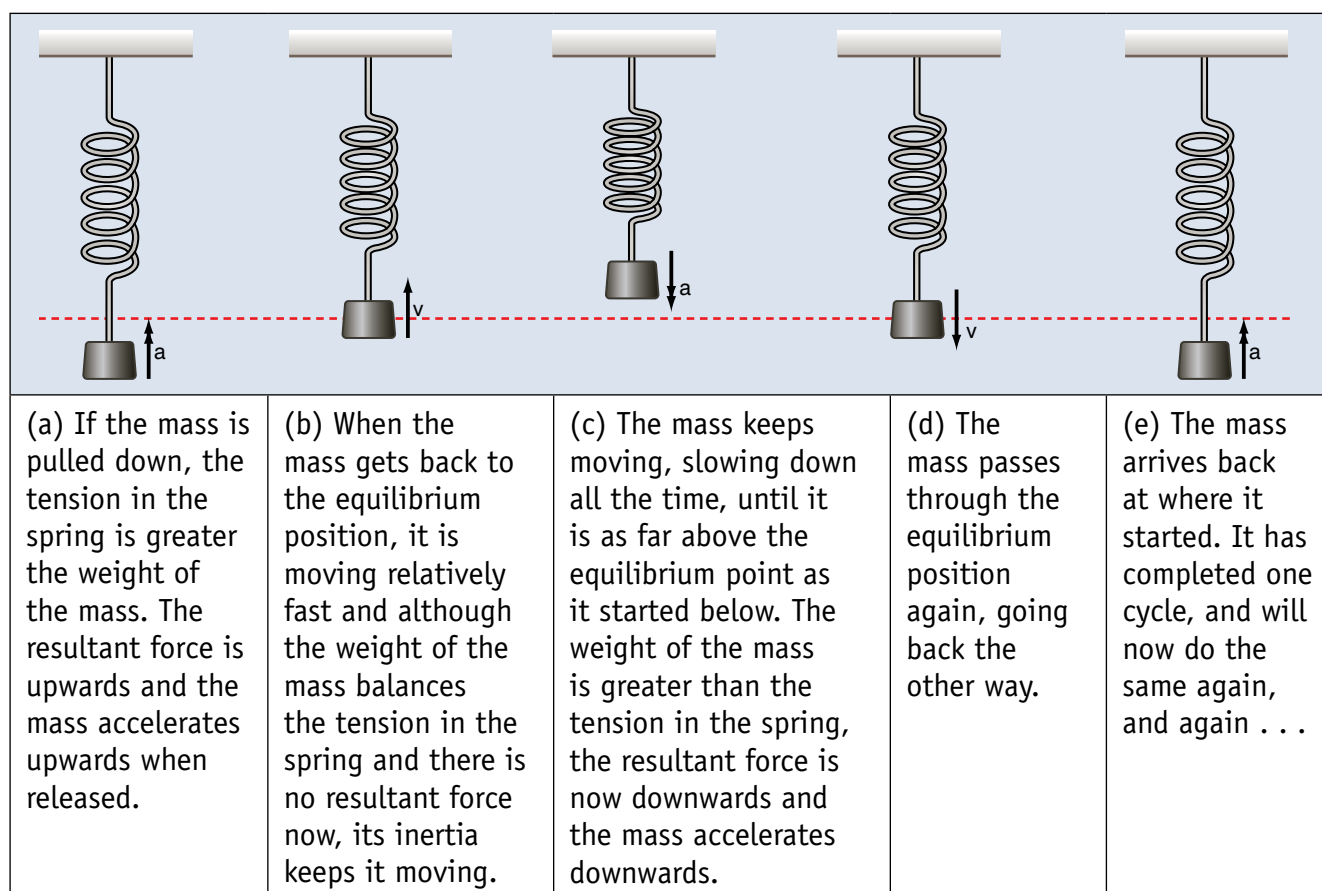 a
v
a
v
a
(a) If the mass is
pulled down, the
tension in the
spring is greater
the weight of
the mass. The
resultant force is
upwards and the
mass accelerates
upwards when
released.
(b) When the
mass gets back to
the equilibrium
position, it is
moving relatively
fast and although
the weight of the
mass balances
the tension in the
spring and there is
no resultant force
now, its inertia
keeps it moving.
(c) The mass keeps
moving, slowing down
all the time, until it
is as far above the
equilibrium point as
it started below. The
weight of the mass
is greater than the
tension in the spring,
the resultant force is
now downwards and
the mass accelerates
downwards.
(d) The
mass passes
through the
equilibrium
position
again, going
back the
other way.
(e) The mass
arrives back
at where it
started. It has
completed one
cycle, and will
now do the
same again,
and again . . .